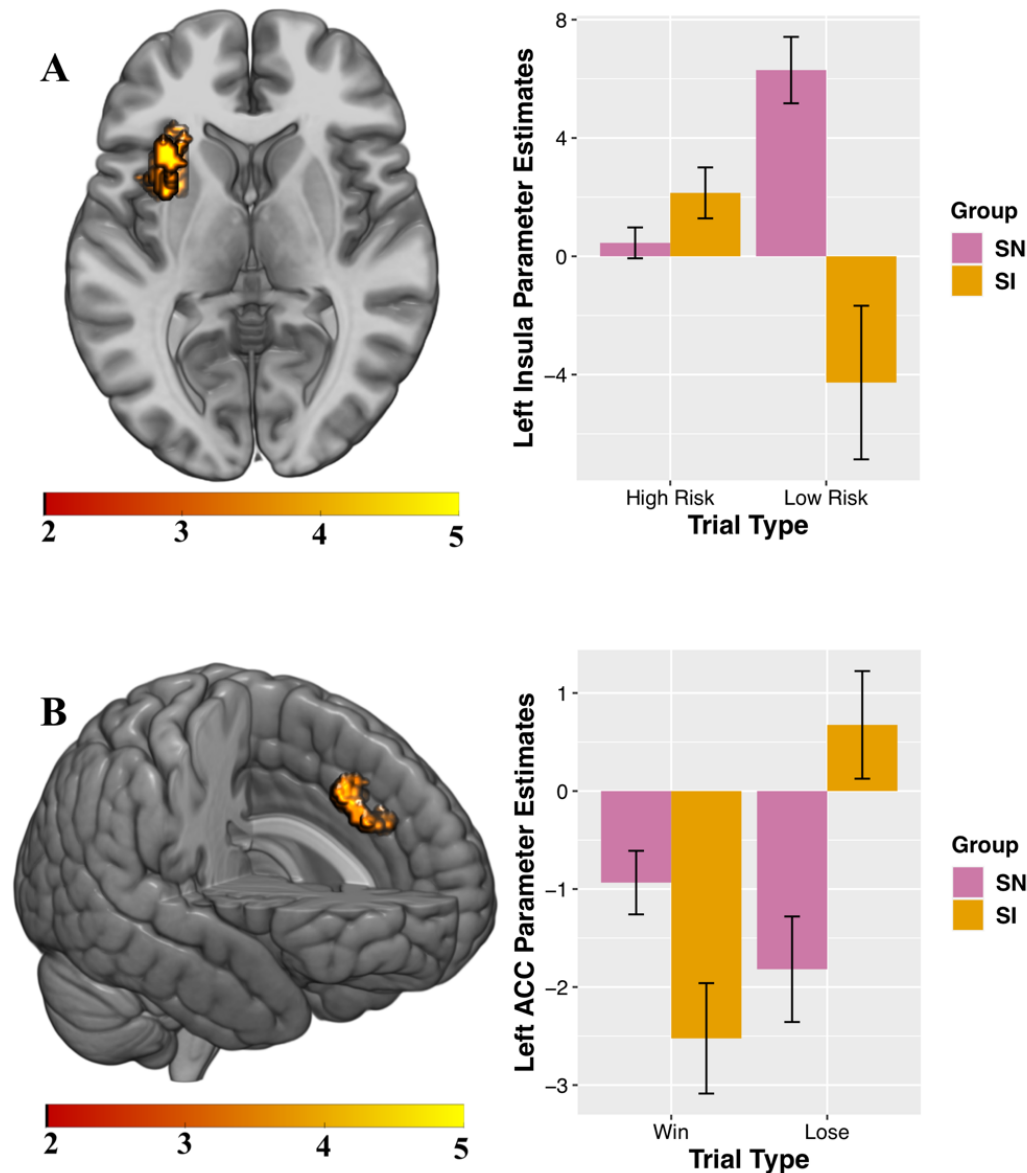 A
2 3 4 5
Left Insula Parameter Estimates
8
4
0
−4
High Risk Low Risk
Trial Type
Group
SN
SI
B
2 3 4 5
Left ACC Parameter Estimates
1
0
−1
−2
−3
Win Lose
Trial Type
Group
SN
SI